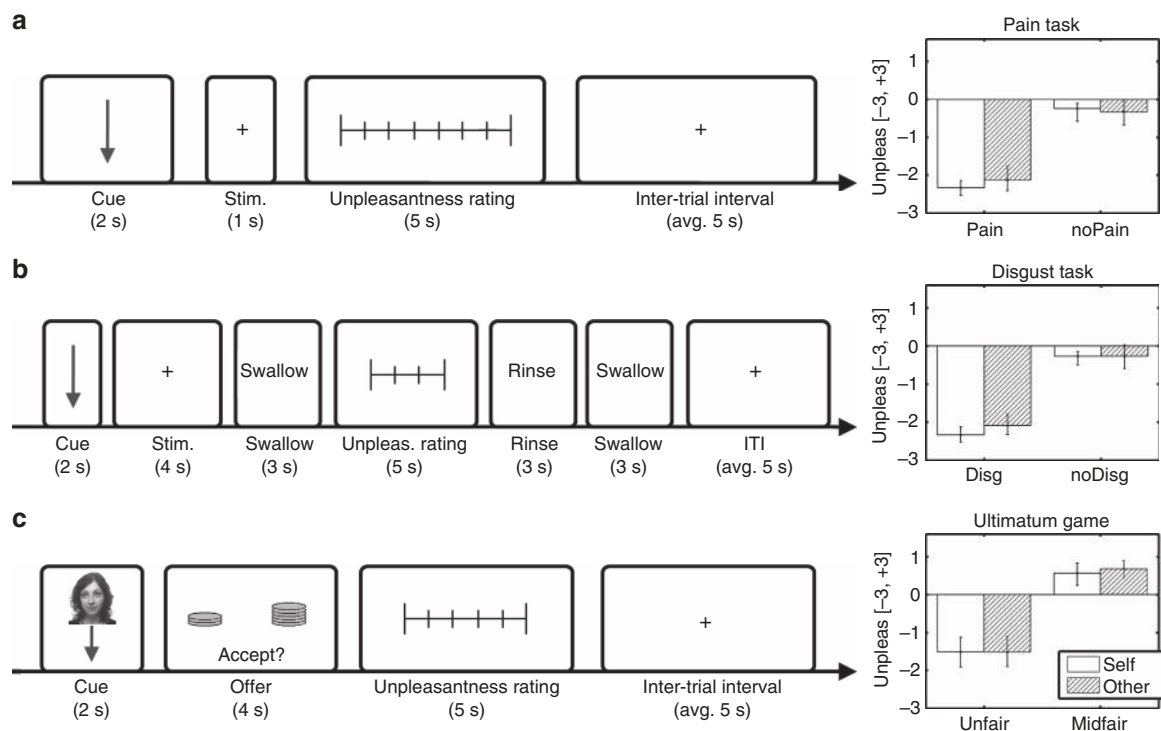 a
Pain task
+
+
Cue
(2 s)
Stim.
(1 s)
Unpleasantness rating
(5 s)
Inter-trial interval
(avg. 5 s)
Unpleas [−3, +3]
1
0
−1
−2
−3
Pain
noPain
b
Disgust task
+
Swallow
Rinse
Swallow
+
Cue
(2 s)
Stim.
(4 s)
Swallow
(3 s)
Unpleas. rating
(5 s)
Rinse
(3 s)
Swallow
(3 s)
ITI
(avg. 5 s)
Unpleas [−3, +3]
1
0
−1
−2
−3
Disg
noDisg
c
Ultimatum game
Accept?
+
Cue
(2 s)
Offer
(4 s)
Unpleasantness rating
(5 s)
Inter-trial interval
(avg. 5 s)
Unpleas [−3, +3]
1
0
−1
−2
−3
Self
Other
Unfair
Midfair